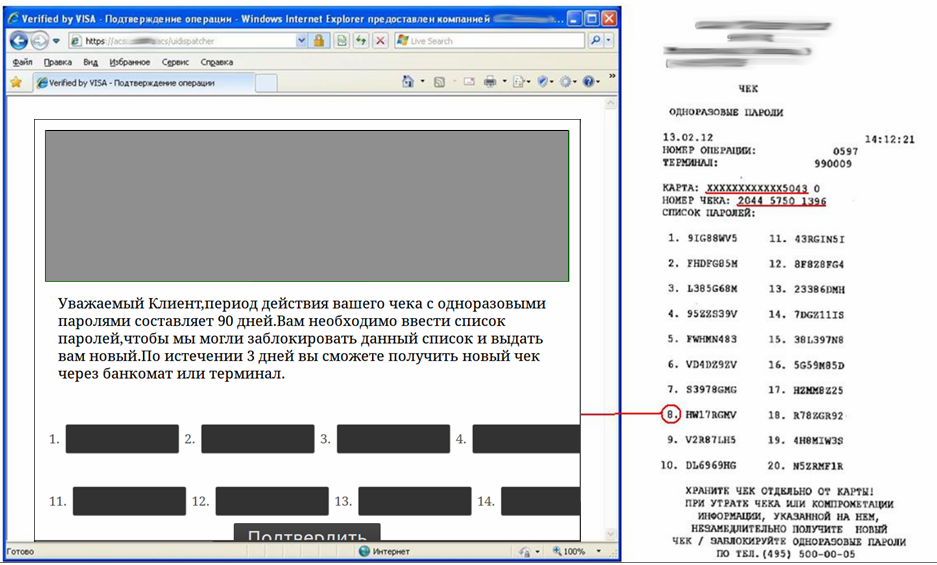 Verified by VISA - Подтверждение операции - Windows Internet Explorer предоставлен компанией
https://acs acs/uidispatcher
Live Search
Файл Правка Вид Избранное Сервис Справка
Verified by VISA - Подтверждение операции
Уважаемый Клиент,период действия вашего чека с одноразовыми
паролями составляет 90 дней.Вам необходимо ввести список
паролей,чтобы мы могли заблокировать данный список и выдать
вам новый.По истечении 3 дней вы сможете получить новый чек
через банкомат или терминал.
1. 2. 3. 4.
11. 12. 13. 14.
Подтвердить
Готово Интернет 100%
ЧЕК
ОДНОРАЗОВЫЕ ПАРОЛИ
13.02.12 14:12:21
НОМЕР ОПЕРАЦИИ: 0597
ТЕРМИНАЛ: 990009
КАРТА: XXXXXXXXXXXX5043 0
НОМЕР ЧЕКА: 2044 5750 1396
СПИСОК ПАРОЛЕЙ:
1. 9IG88WV5 11. 43RGIN5I
2. FHDFG85M 12. 8F8Z8FG4
3. L385G68M 13. 23386DMH
4. 95ZZS39V 14. 7DGZ11IS
5. FWHMN483 15. 38L397N8
6. VD4DZ9ZV 16. 5G59M85D
7. S3978GMG 17. HZMM8Z25
8. HW17RGMV 18. R78ZGR92
9. V2R87LH5 19. 4H8MIW3S
10. DL6969HG 20. N5ZRMF1R
ХРАНИТЕ ЧЕК ОТДЕЛЬНО ОТ КАРТЫ!
ПРИ УТРАТЕ ЧЕКА ИЛИ КОМПРОМЕТАЦИИ
ИНФОРМАЦИИ, УКАЗАННОЙ НА НЕМ,
НЕЗАМЕДЛИТЕЛЬНО ПОЛУЧИТЕ НОВЫЙ
ЧЕК / ЗАБЛОКИРУЙТЕ ОДНОРАЗОВЫЕ ПАРОЛИ
ПО ТЕЛ.(495) 500-00-05